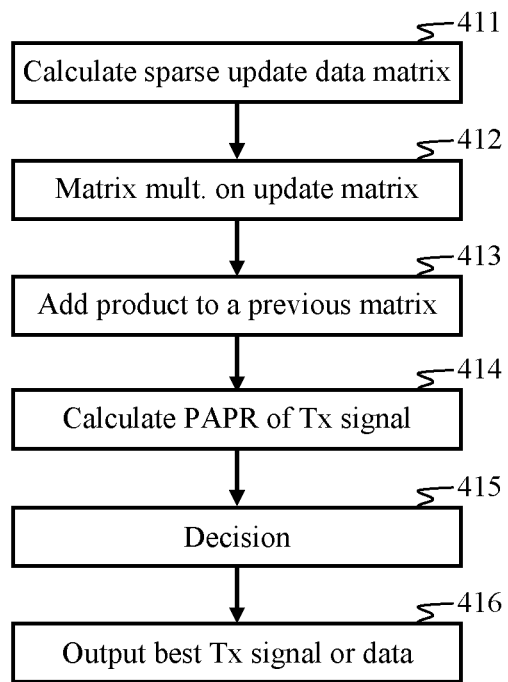 411
Calculate sparse update data matrix
412
Matrix mult. on update matrix
413
Add product to a previous matrix
414
Calculate PAPR of Tx signal
415
Decision
416
Output best Tx signal or data